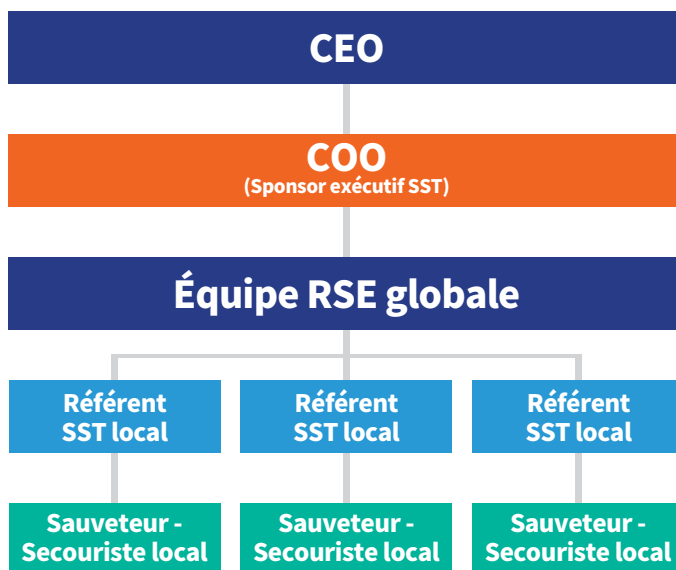 CEO
COO
(Sponsor exécutif SST)
Équipe RSE globale
Référent
SST local
Référent
SST local
Référent
SST local
Sauveteur -
Secouriste local
Sauveteur -
Secouriste local
Sauveteur -
Secouriste local